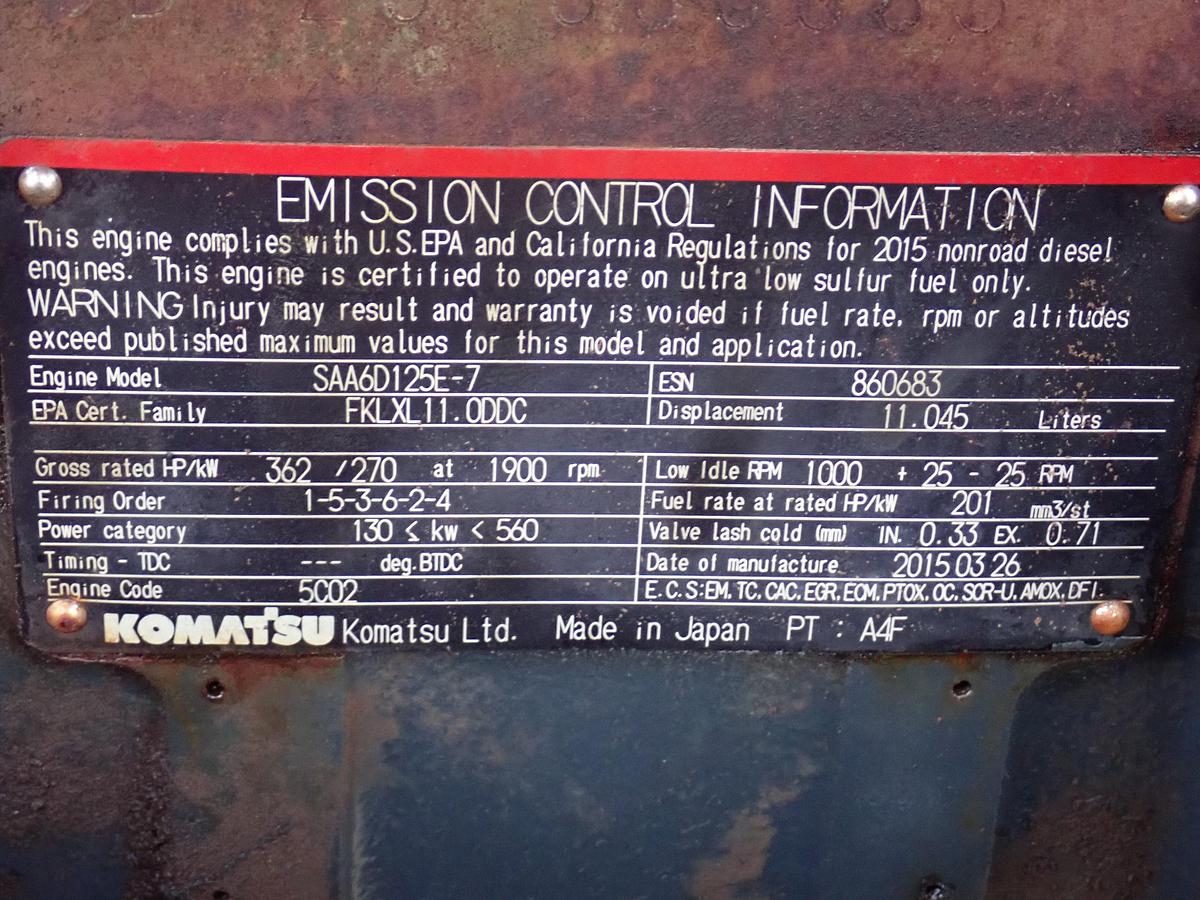 EMISSION CONTROL INFORMATION
This engine complies with U.S.EPA and California Regulations for 2015 nonroad diesel
engines. This engine is certified to operate on ultra low sulfur fuel only.
WARNING Injury may result and warranty is voided if fuel rate, rpm or altitudes
exceed published maximum values for this model and application.
Engine Model SAA6D125E-7 ESN 860683
EPA Cert. Family FKLXL11.0DDC Displacement 11.045 Liters
Gross rated HP/kW 362 /270 at 1900 rpm Low Idle RPM 1000 + 25 - 25 RPM
Firing Order 1-5-3-6-2-4 Fuel rate at rated HP/kW 201 mm3/st
Power category 130 ≤ kw < 560 Valve lash cold (mm) IN. 0.33 EX. 0.71
Timing - TDC --- deg.BTDC Date of manufacture 2015 03 26
Engine Code 5C02 E.C.S:EM, TC, CAC, EGR, ECM, PTOX, OC, SCR-U, AMOX, DFI.
KOMATSU Komatsu Ltd. Made in Japan PT : A4F